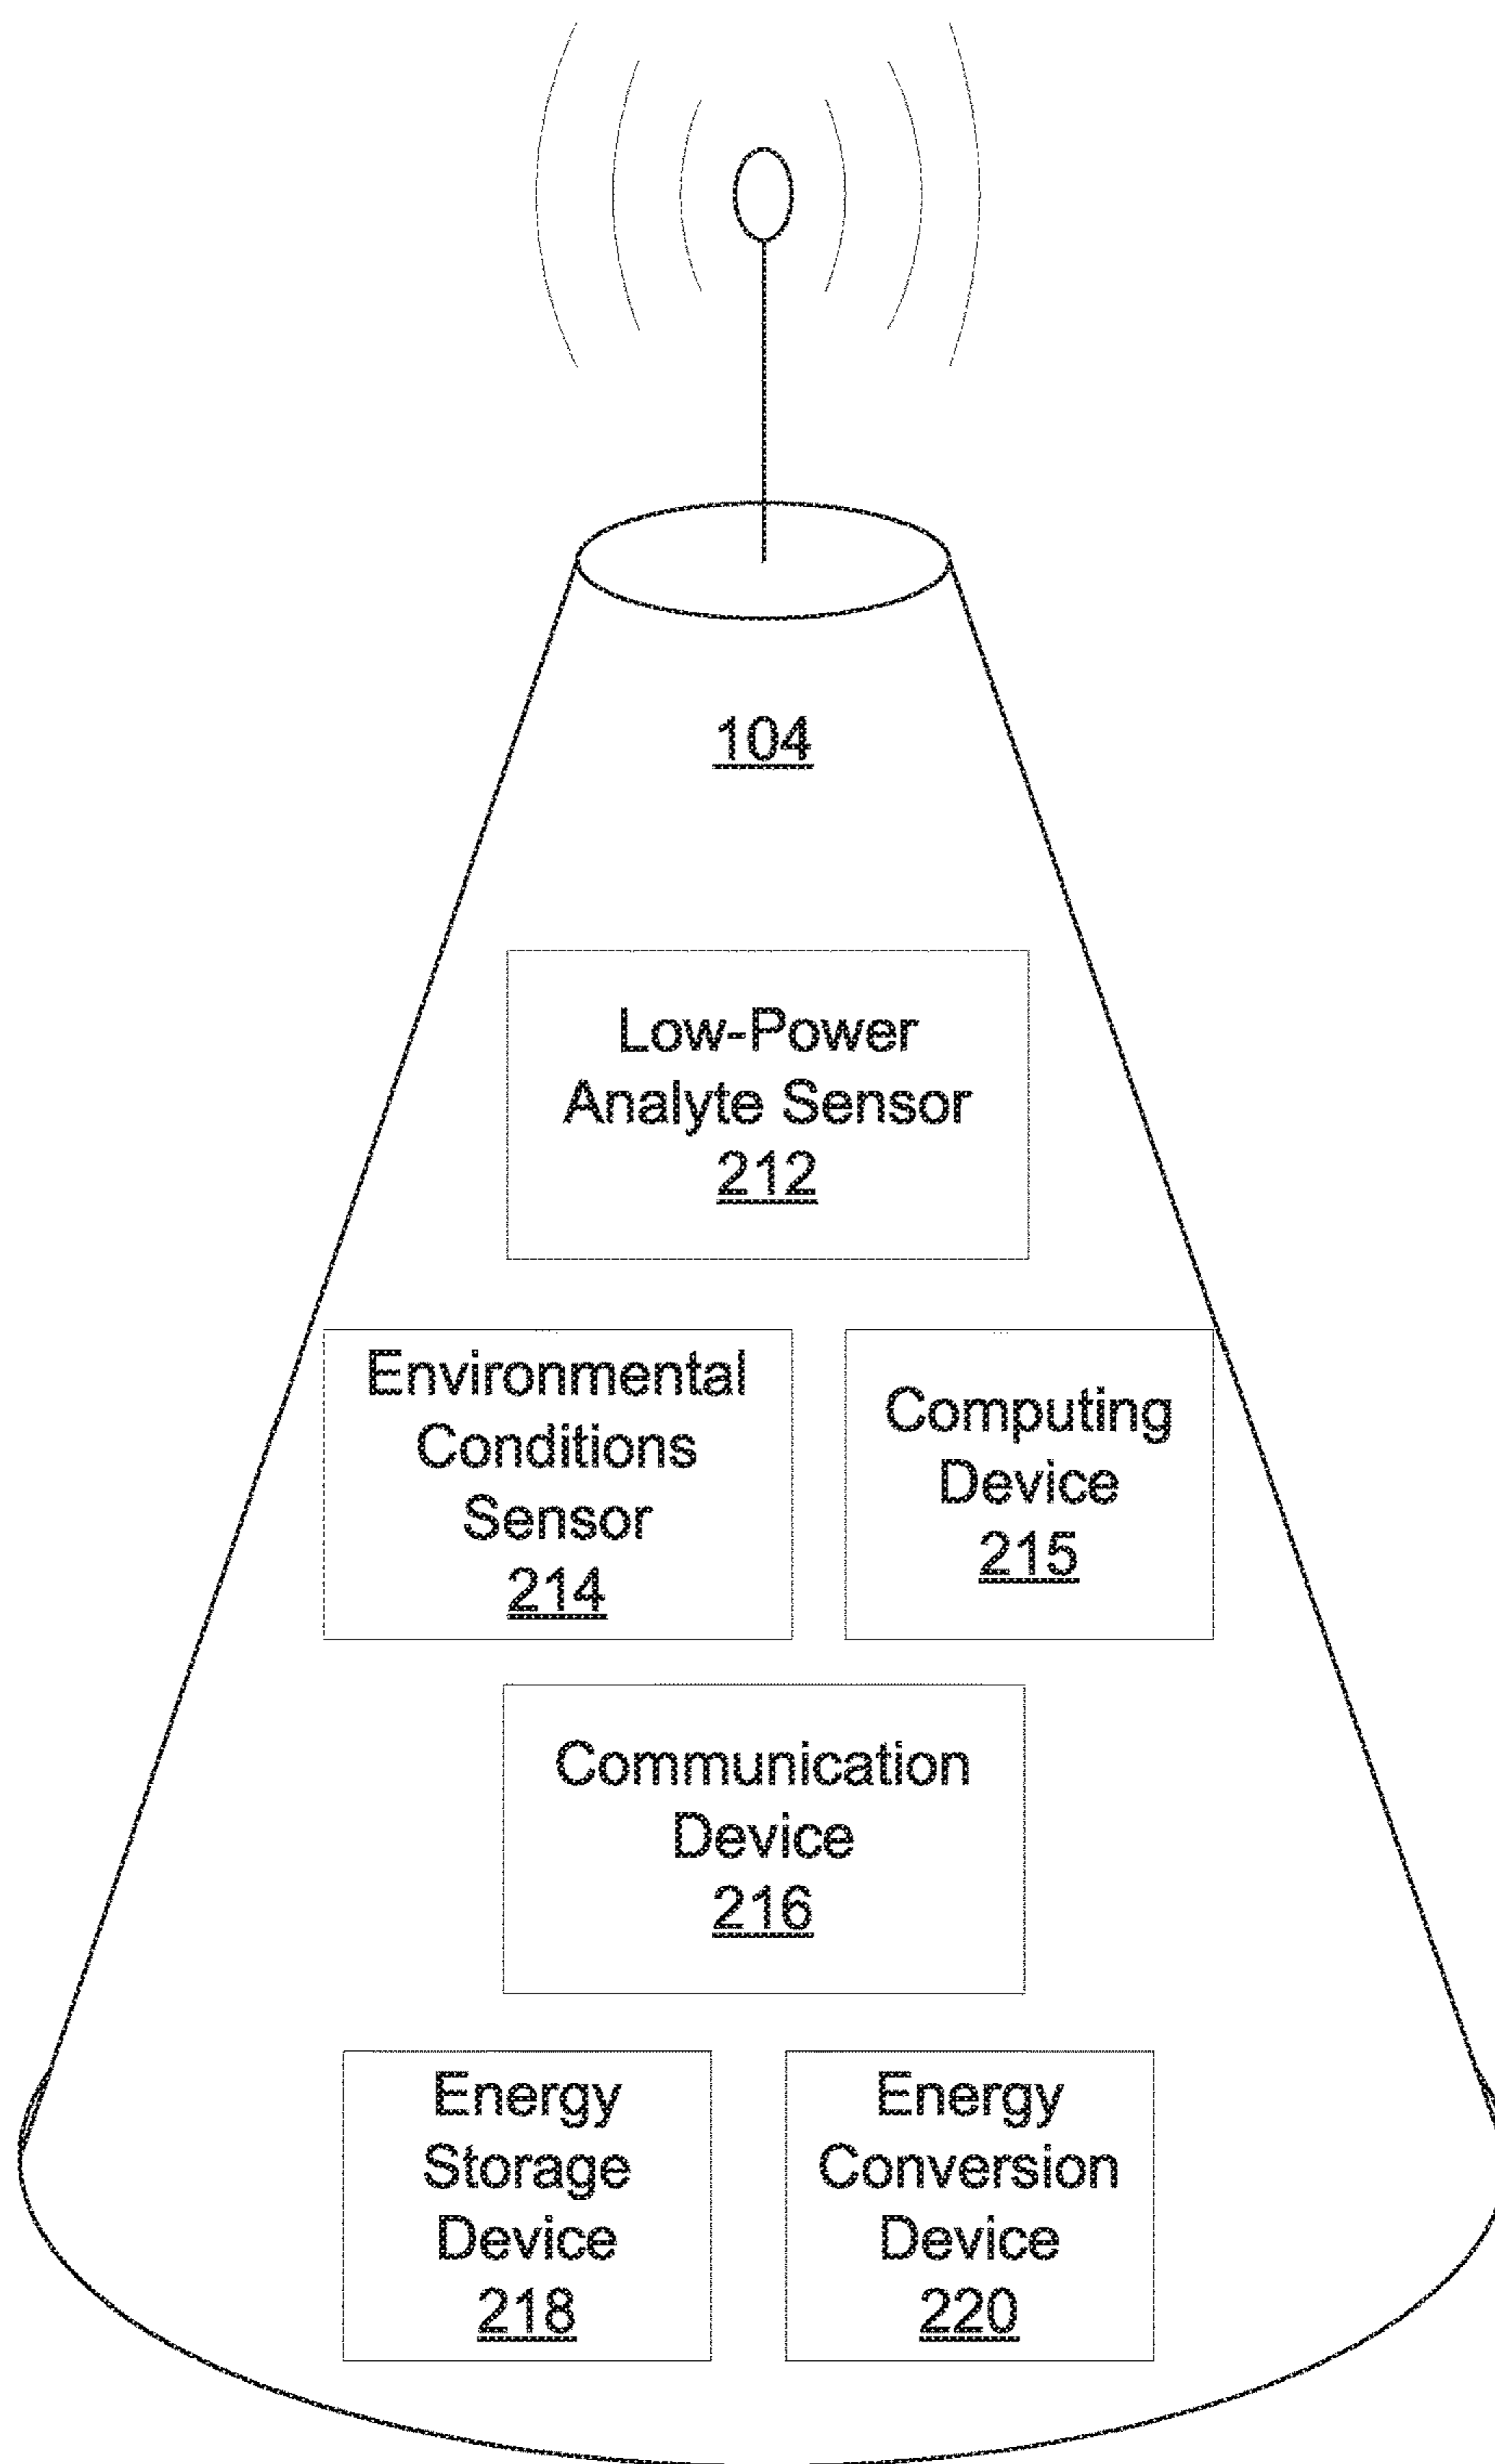 104
Low-Power
Analyte Sensor
212
Environmental
Conditions
Sensor
214
Computing
Device
215
Communication
Device
216
Energy
Storage
Device
218
Energy
Conversion
Device
220